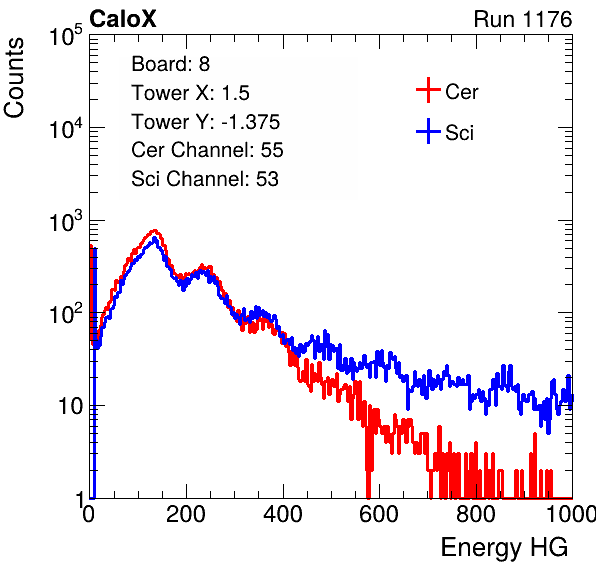 CaloX Run 1176
Counts
10^5
10^4
10^3
10^2
10
1
Board: 8
Tower X: 1.5
Tower Y: -1.375
Cer Channel: 55
Sci Channel: 53
Cer
Sci
0 200 400 600 800 1000
Energy HG